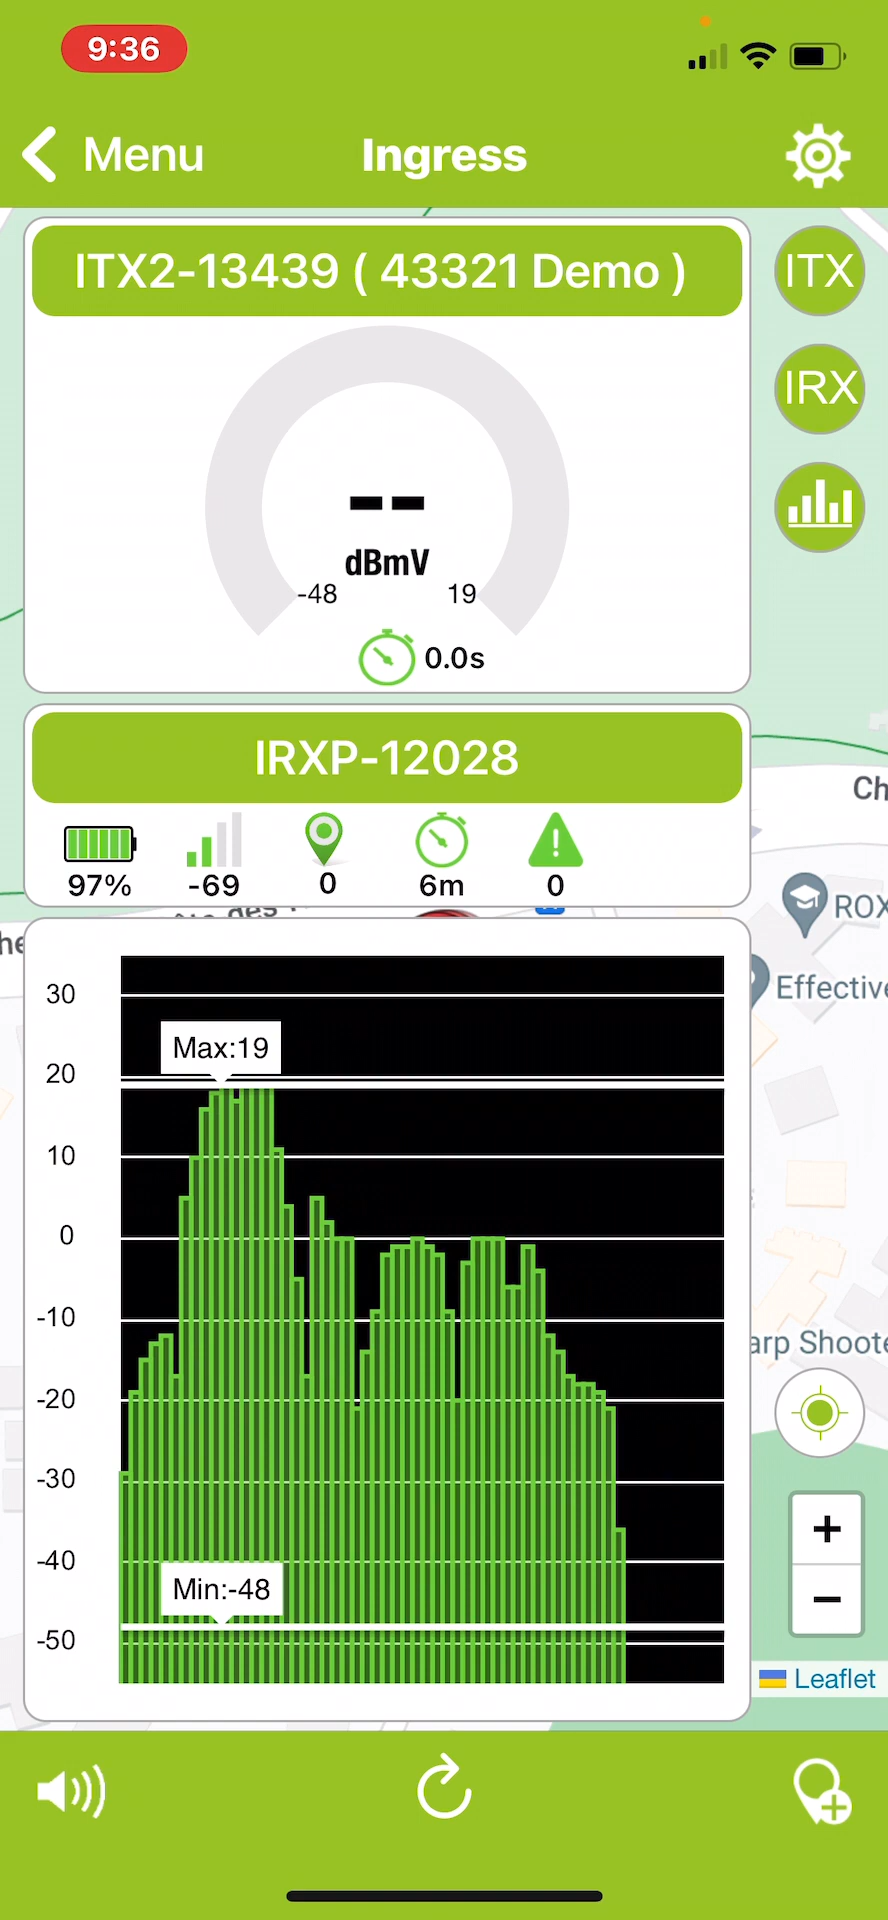 9:36
Menu
Ingress
ITX2-13439 ( 43321 Demo )
ITX
IRX
--
dBmV
-48
19
0.0s
IRXP-12028
97%
-69
0
6m
0
Ch
ROX
Effective
30
Max:19
20
10
0
-10
arp Shoote
-20
-30
-40
Min:-48
-50
+
−
Leaflet